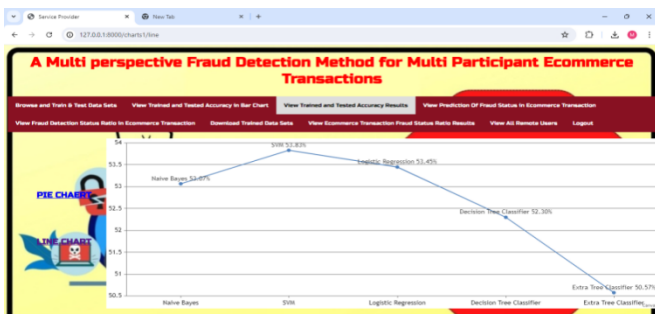 Service Provider
New Tab
127.0.0.1:8000/charts1/line
A Multi perspective Fraud Detection Method for Multi Participant Ecommerce
Transactions
Browse and Train & Test Data Sets View Trained and Tested Accuracy in Bar Chart View Trained and Tested Accuracy Results View Prediction Of Fraud Status In Ecommerce Transaction
View Fraud Detection Status Ratio In Ecommerce Transaction Download Trained Data Sets View Ecommerce Transaction Fraud Status Ratio Results View All Remote Users Logout
PIE CHAERT
LINE CHART
54
53.5
53
52.5
52
51.5
51
50.5
Naive Bayes 53.07%
SVM 53.83%
Logistic Regression 53.45%
Decision Tree Classifier 52.30%
Extra Tree Classifier 50.57%
Naive Bayes SVM Logistic Regression Decision Tree Classifier Extra Tree Classifier